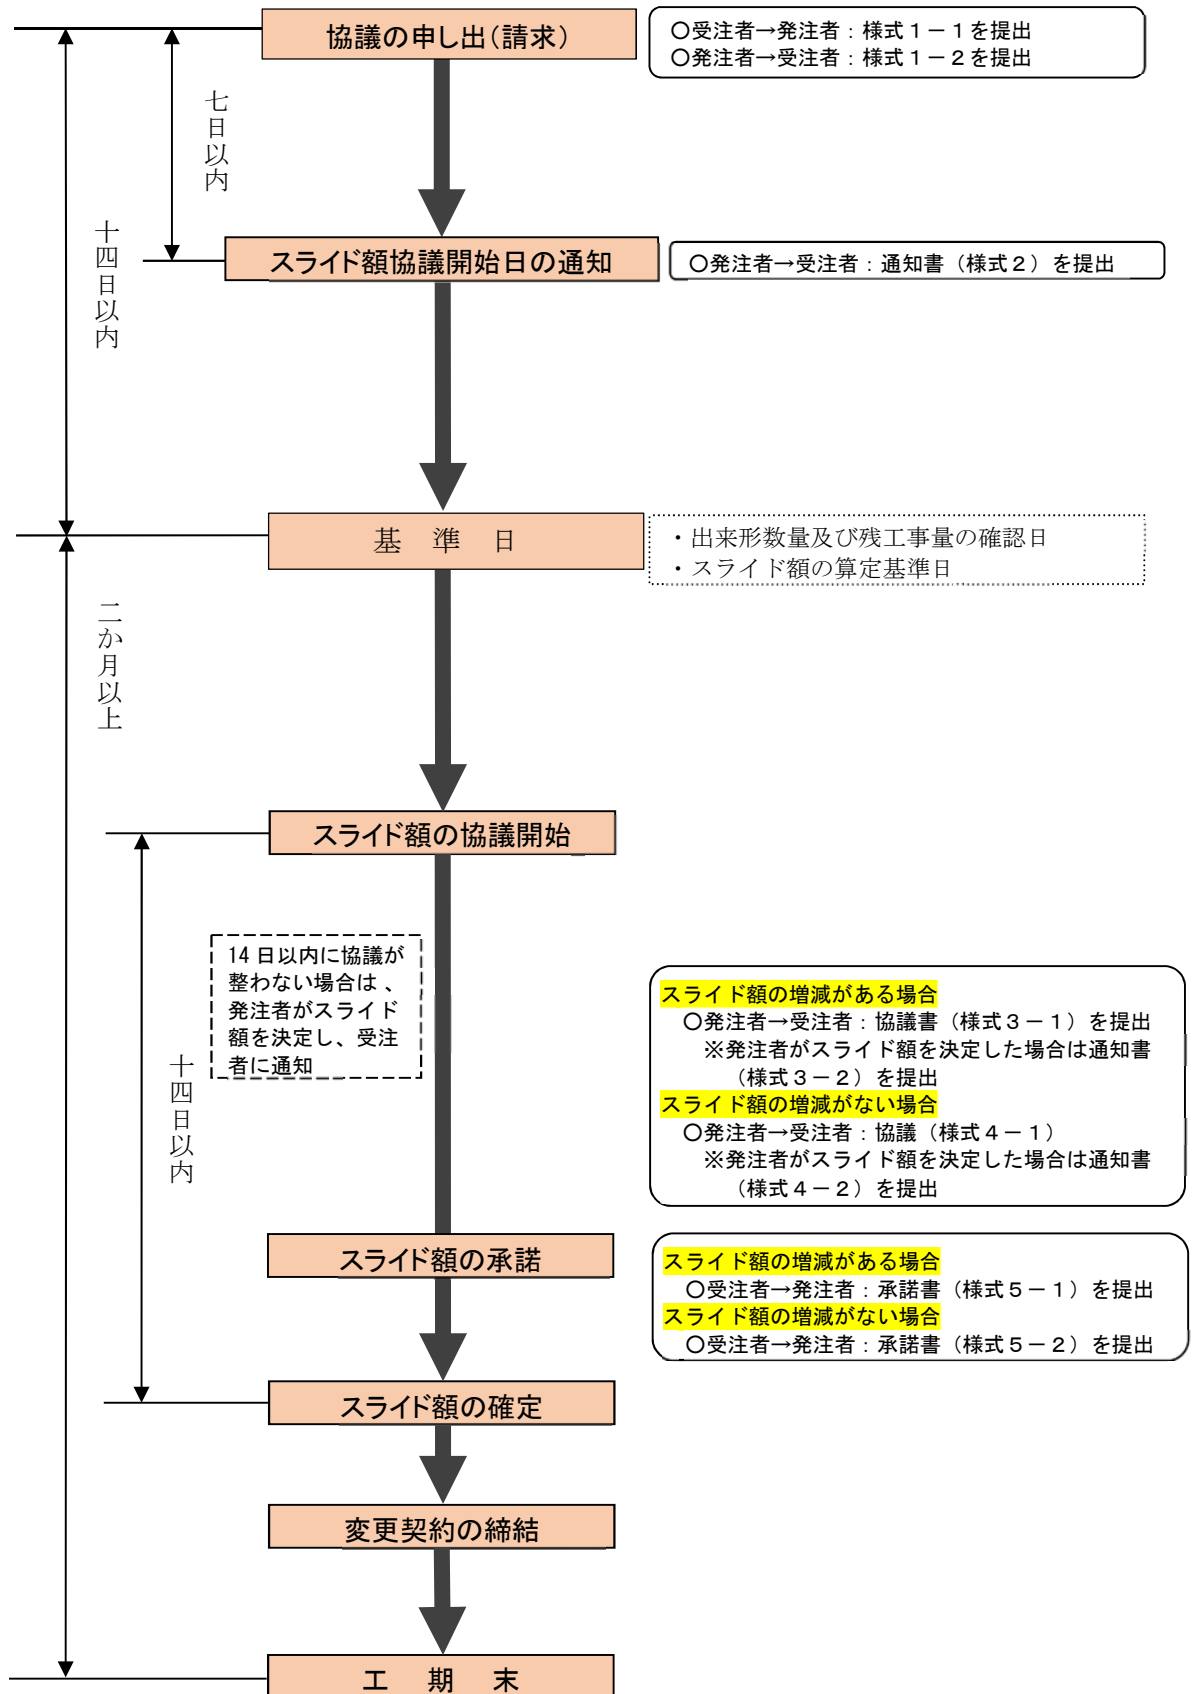 協議の申し出（請求）
○受注者→発注者：様式１－１を提出
○発注者→受注者：様式１－２を提出
七日以内
十四日以内
スライド額協議開始日の通知
○発注者→受注者：通知書（様式２）を提出
基　準　日
・出来形数量及び残工事量の確認日
・スライド額の算定基準日
二か月以上
スライド額の協議開始
14日以内に協議が
整わない場合は、
発注者がスライド
額を決定し、受注
者に通知
十四日以内
スライド額の増減がある場合
○発注者→受注者：協議書（様式３－１）を提出
※発注者がスライド額を決定した場合は通知書
（様式３－２）を提出
スライド額の増減がない場合
○発注者→受注者：協議（様式４－１）
※発注者がスライド額を決定した場合は通知書
（様式４－２）を提出
スライド額の承諾
スライド額の増減がある場合
○受注者→発注者：承諾書（様式５－１）を提出
スライド額の増減がない場合
○受注者→発注者：承諾書（様式５－２）を提出
スライド額の確定
変更契約の締結
工　期　末